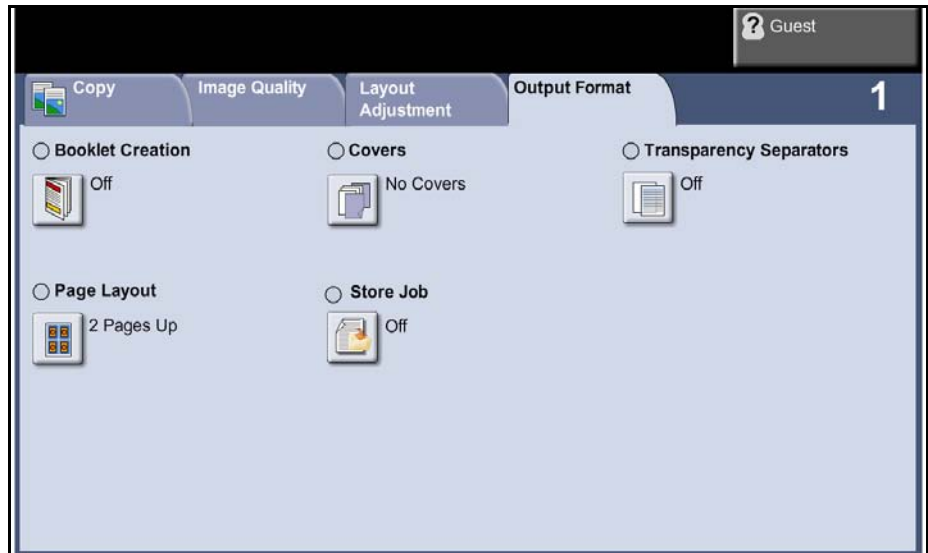 Guest
Copy
Image Quality
Layout
Adjustment
Output Format
1
Booklet Creation
Off
Covers
No Covers
Transparency Separators
Off
Page Layout
2 Pages Up
Store Job
Off